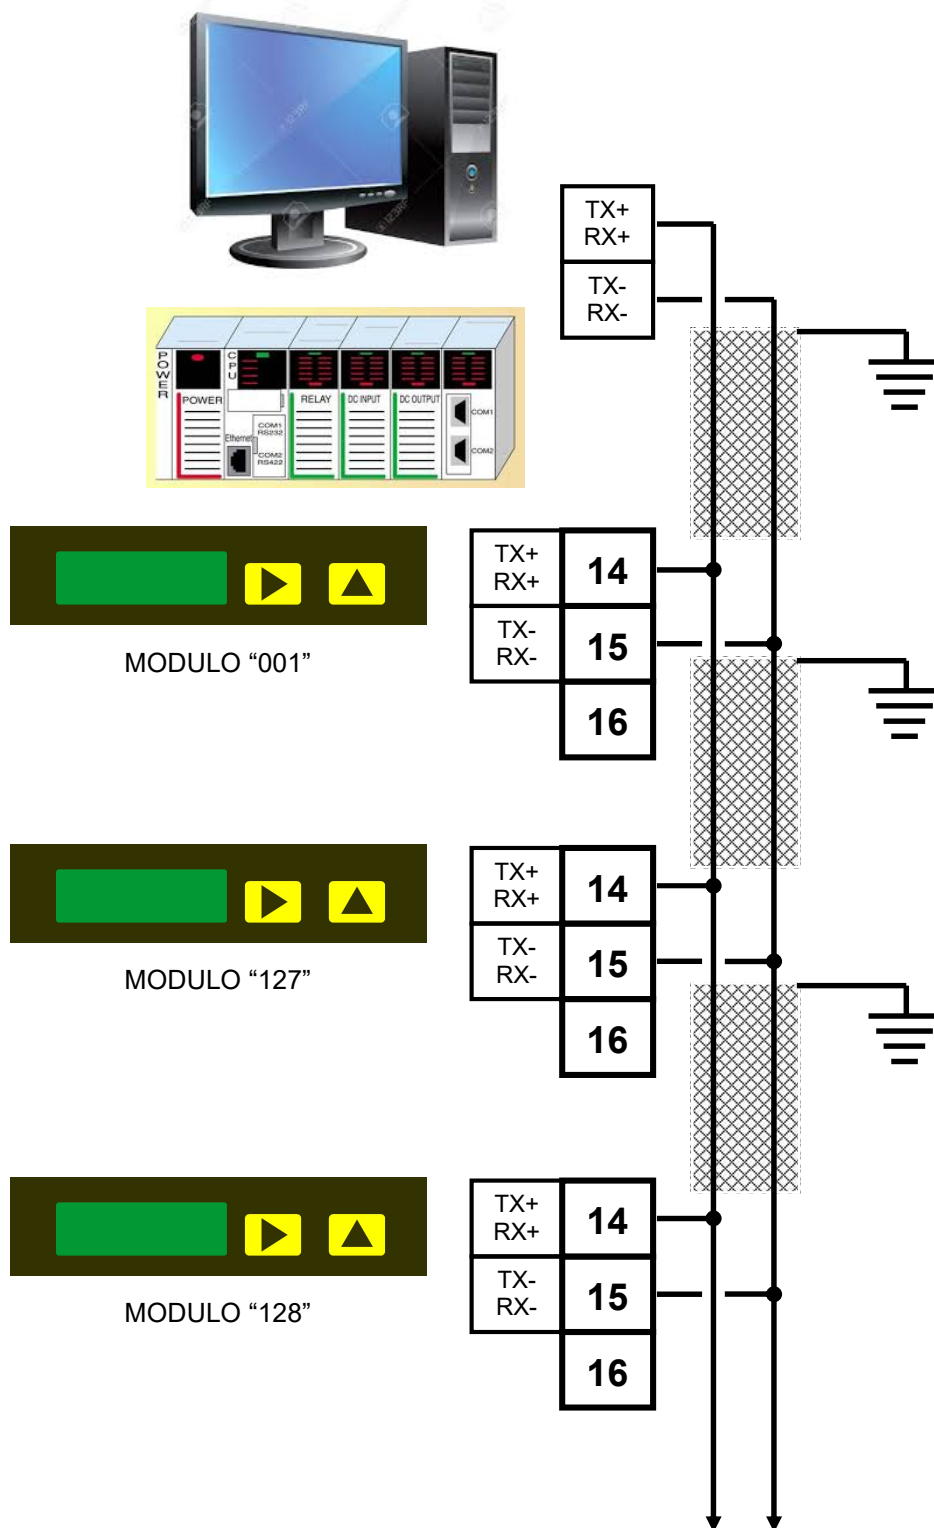 TX+
RX+
TX-
RX-
POWER
CPU
POWER
RELAY
DC INPUT
DC OUTPUT
COM1
RS232
Ethernet
COM2
RS422
COM1
COM2
TX+
RX+
14
TX-
RX-
15
16
MODULO “001”
TX+
RX+
14
TX-
RX-
15
16
MODULO “127”
TX+
RX+
14
TX-
RX-
15
16
MODULO “128”